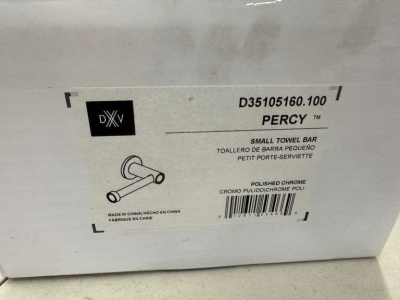 DXV
D35105160.100
PERCY ™
SMALL TOWEL BAR
TOALLERO DE BARRA PEQUEÑO
PETIT PORTE-SERVIETTE
POLISHED CHROME
CROMO PULIDO|CHROME POLI
MADE IN CHINA| HECHO EN CHINA
FABRIQUE EN CHINE